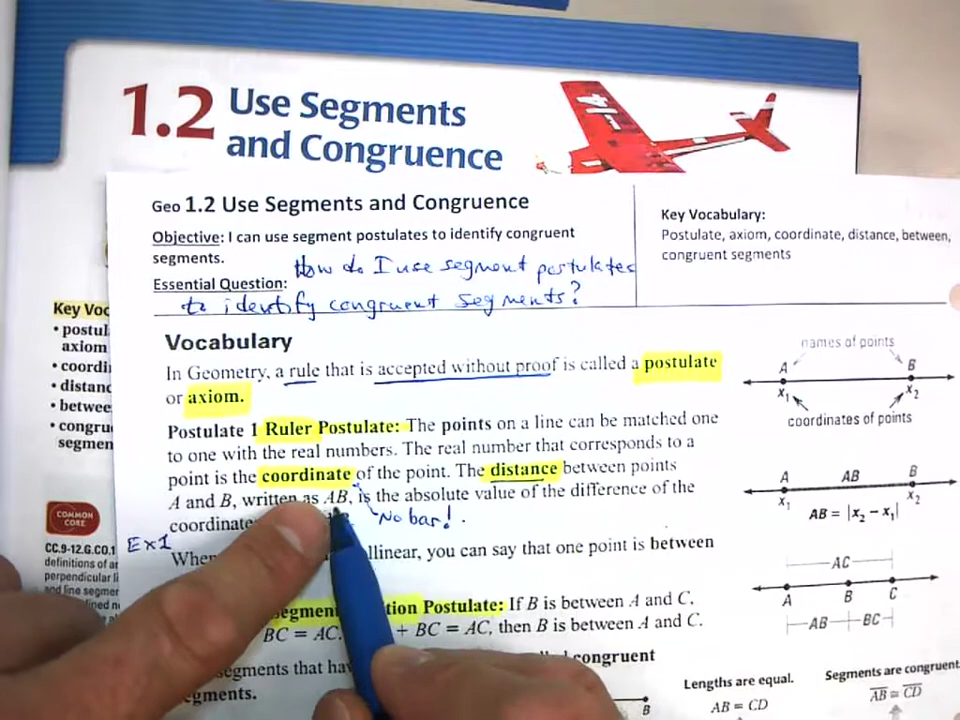 1.2 Use Segments
and Congruence
Geo 1.2 Use Segments and Congruence
Objective: I can use segment postulates to identify congruent
segments.
Essential Question: How do I use segment postulates
to identify congruent segments?
Key Vocabulary:
Postulate, axiom, coordinate, distance, between,
congruent segments
Key Voc
• postul
axiom
• coordi
• distanc
• betwee
• congru
segmen
COMMON
CORE
CC.9-12.G.CO.1
definitions of an
perpendicular li
and line segmen
Vocabulary
In Geometry, a rule that is accepted without proof is called a postulate
or axiom.
Postulate 1 Ruler Postulate: The points on a line can be matched one
to one with the real numbers. The real number that corresponds to a
point is the coordinate of the point. The distance between points
A and B, written as AB, is the absolute value of the difference of the
coordinate
No bar!
Ex1
When llinear, you can say that one point is between
egment tion Postulate: If B is between A and C,
BC = AC. + BC = AC, then B is between A and C.
congruent
segments that hav
gments.
names of points
A B
x1 x2
coordinates of points
A AB B
x1 x2
AB = |x2 − x1|
AC
A B C
AB BC
B
Lengths are equal.
AB = CD
Segments are congruent
A̅B̅ ≅ C̅D̅